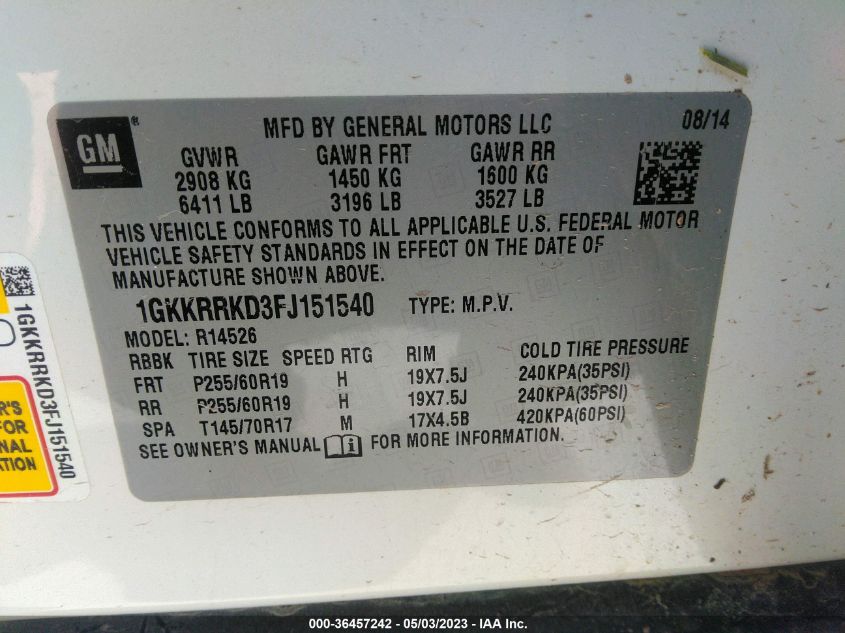 GM ®
MFD BY GENERAL MOTORS LLC
08/14
GVWR GAWR FRT GAWR RR
2908 KG 1450 KG 1600 KG
6411 LB 3196 LB 3527 LB
THIS VEHICLE CONFORMS TO ALL APPLICABLE U.S. FEDERAL MOTOR
VEHICLE SAFETY STANDARDS IN EFFECT ON THE DATE OF
MANUFACTURE SHOWN ABOVE.
1GKKRRKD3FJ151540 TYPE: M.P.V.
MODEL: R14526
RBBK TIRE SIZE SPEED RTG RIM COLD TIRE PRESSURE
FRT P255/60R19 H 19X7.5J 240KPA(35PSI)
RR P255/60R19 H 19X7.5J 240KPA(35PSI)
SPA T145/70R17 M 17X4.5B 420KPA(60PSI)
SEE OWNER'S MANUAL FOR MORE INFORMATION.
1GKKRRKD3FJ151540
FOR
000-36457242 - 05/03/2023 - IAA Inc.